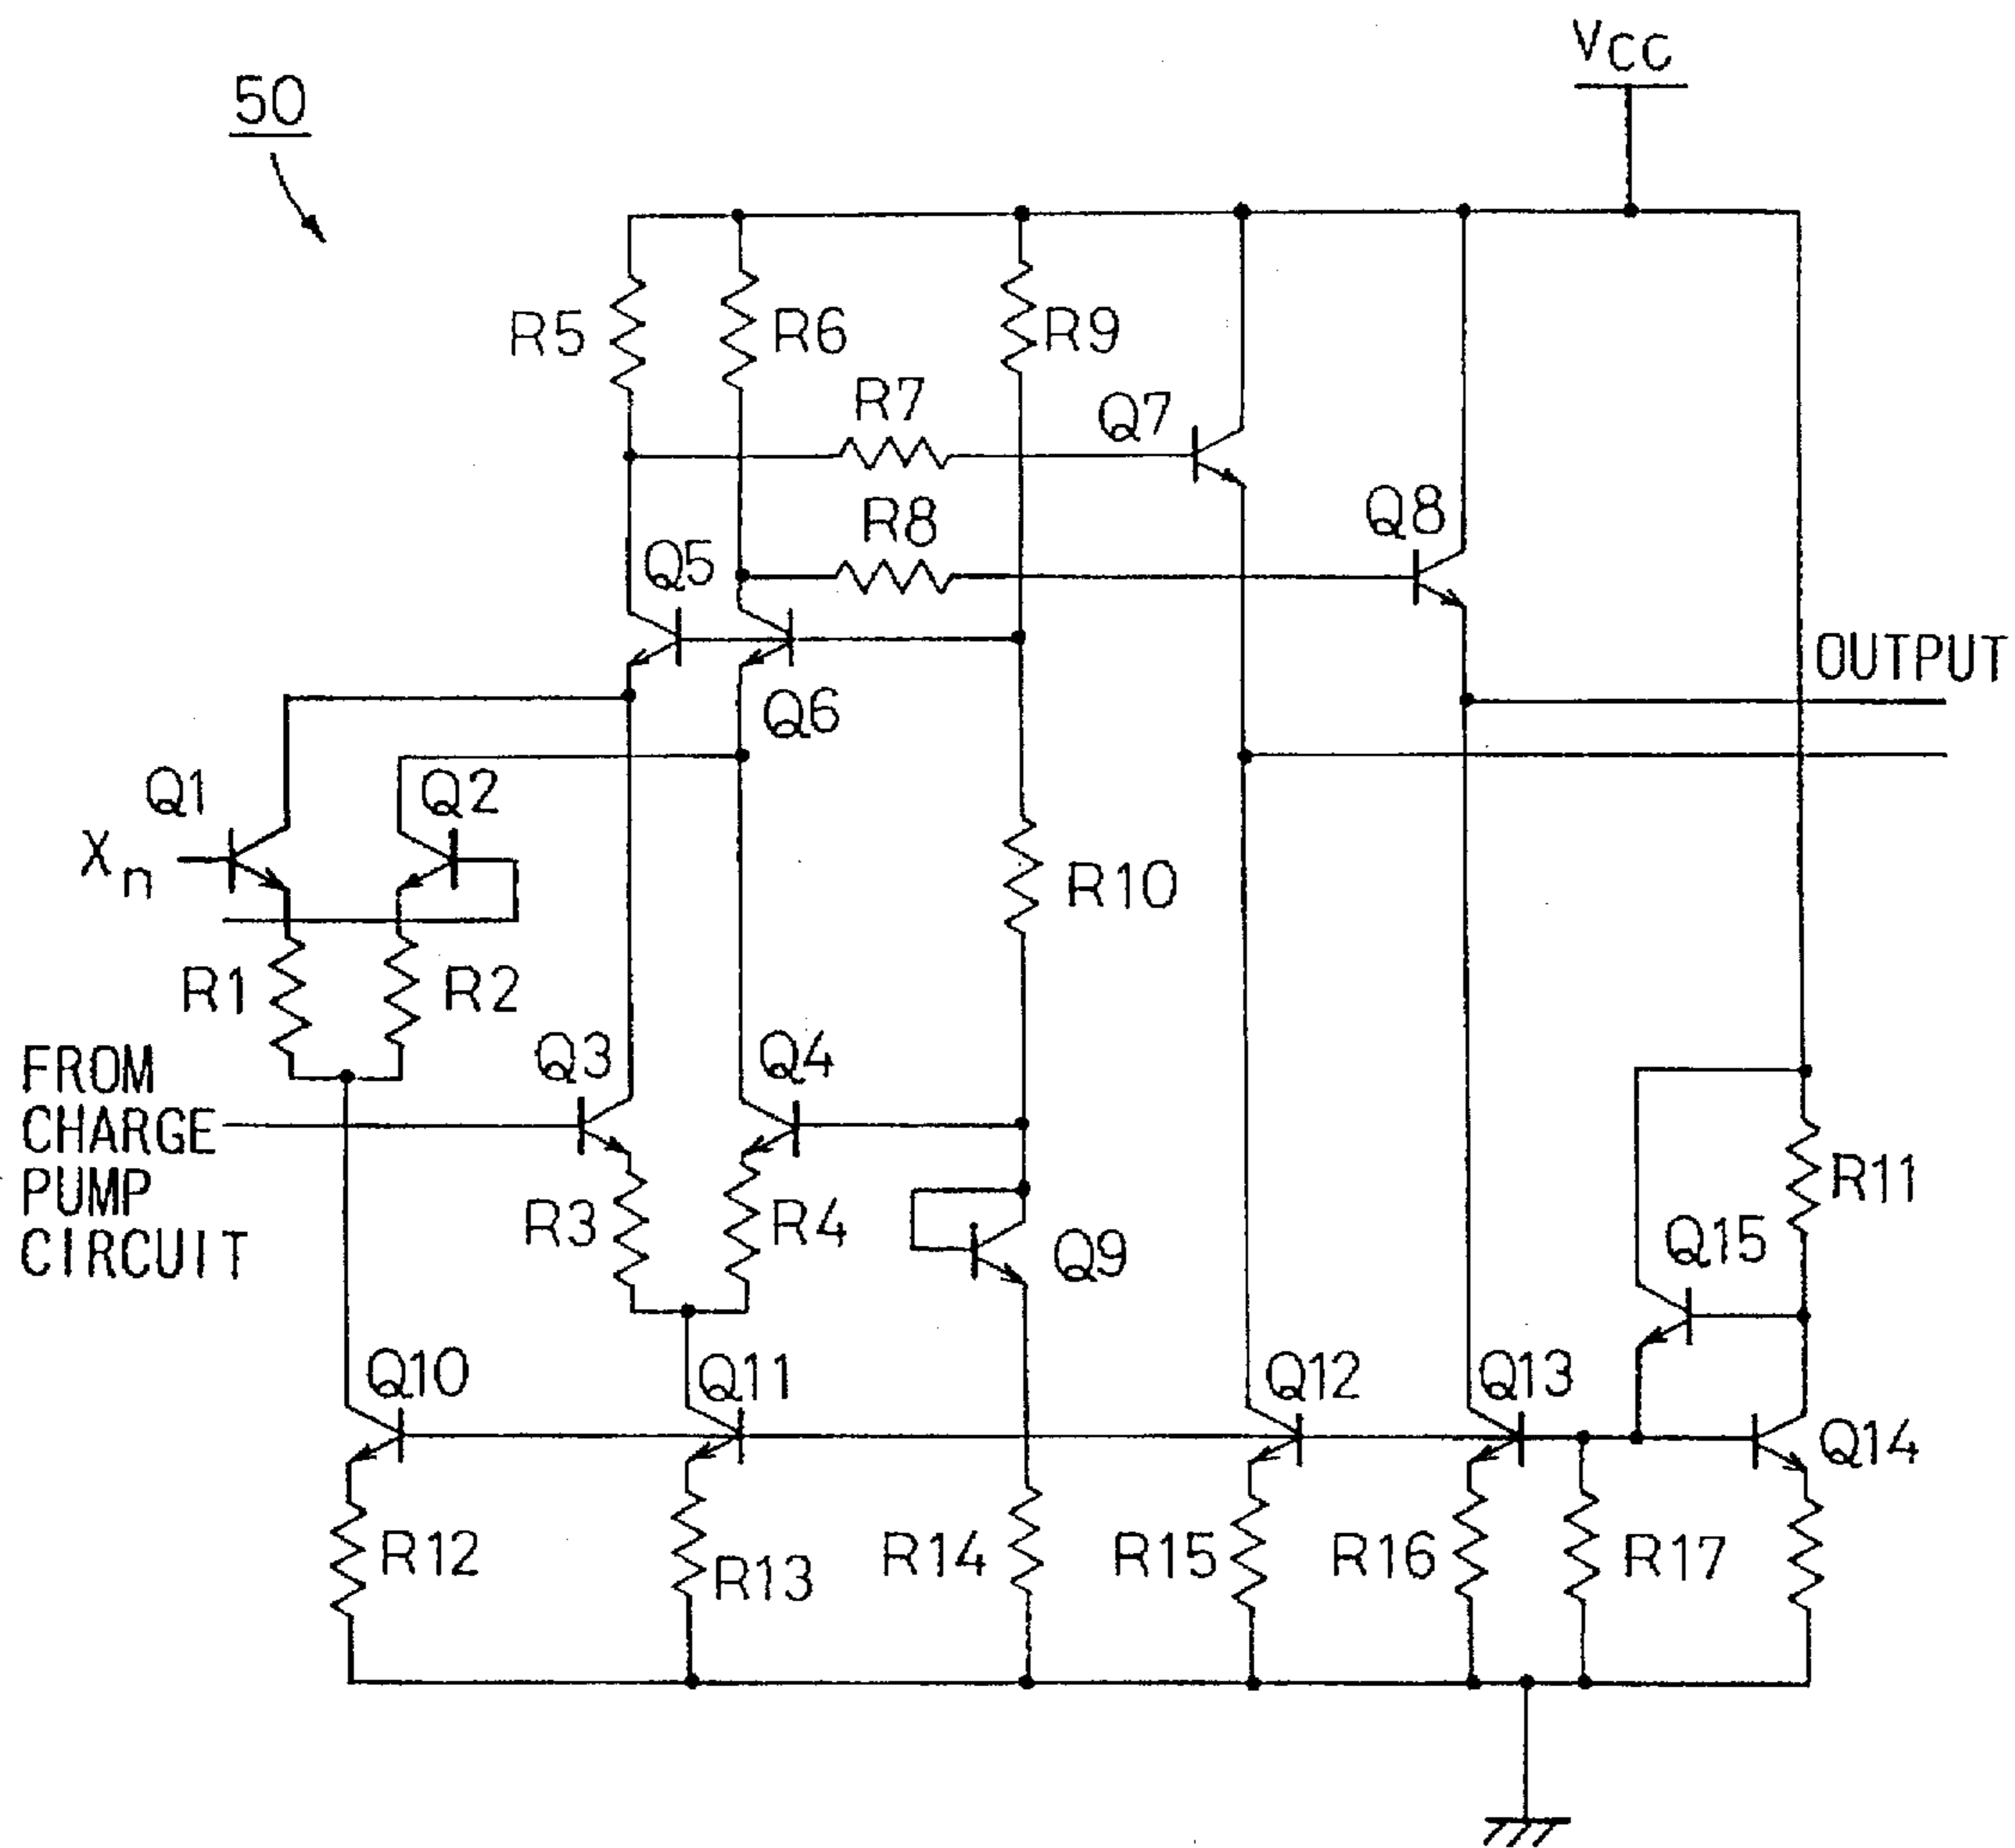 50
VCC
R5
R6
R9
R7
Q7
R8
Q8
Q5
OUTPUT
Q6
Q1
Q2
Xn
R10
R1
R2
Q3
Q4
FROM
CHARGE
PUMP
CIRCUIT
R11
R3
R4
Q15
Q9
Q10
Q11
Q12
Q13
Q14
R12
R13
R14
R15
R16
R17